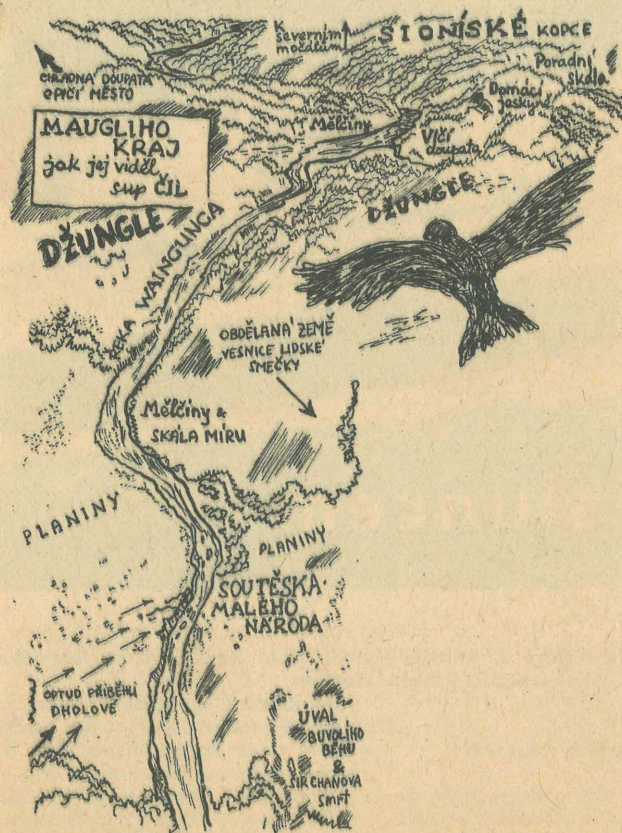 K
severním
močálům
SIONÍSKÉ KOPCE
Poradní
skála
Domácí
jeskyně
CHLADNÁ DOUPATA
OPIČÍ MĚSTO
MAUGLIHO
KRAJ
jak jej viděl
sup ČIL
Mělčiny
Vlčí
doupata
DŽUNGLE
DŽUNGLE
ŘEKA WAINGUNGA
OBDĚLANÁ ZEMĚ
VESNICE LIDSKÉ
SMEČKY
Mělčiny &
SKÁLA MÍRU
PLANINY
PLANINY
SOUTĚSKA
MALÉHO
NÁRODA
ODTUD PŘIBĚHLI
DHOLOVÉ
ÚVAL
BUVOLÍHO
BĚHU
&
ŠÍR CHÁNOVA
SMRT